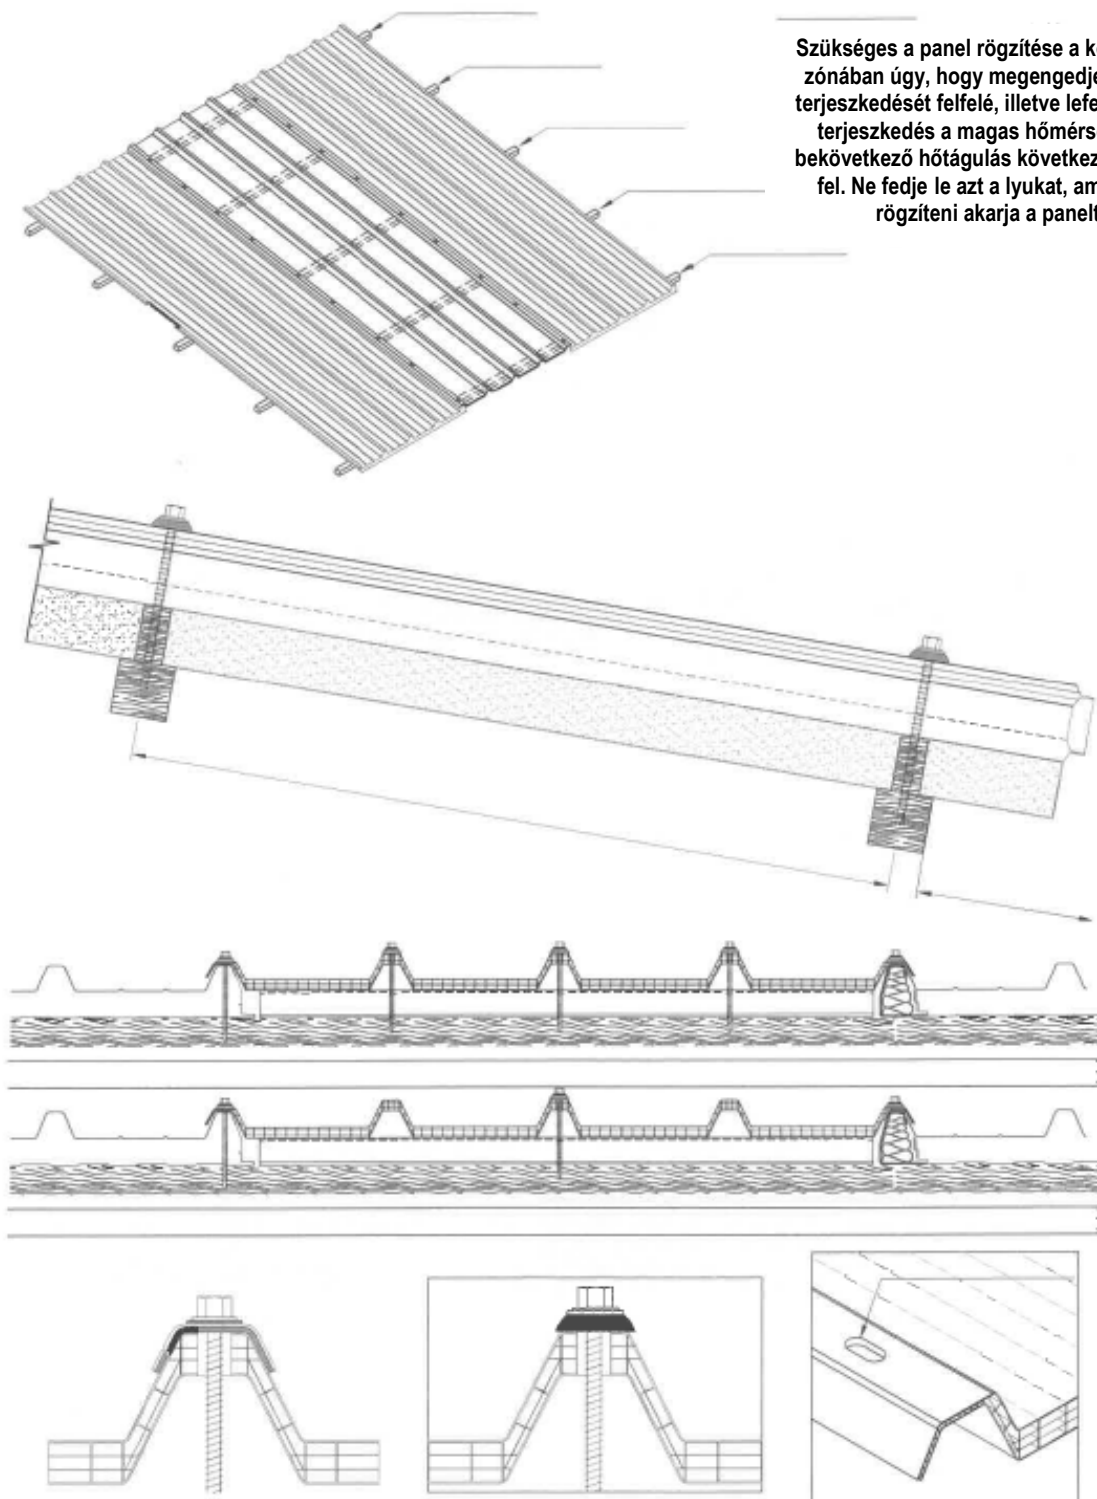 Szükséges a panel rögzítése a k
zónában úgy, hogy megengedje
terjeszkedését felfelé, illetve lefe
terjeszkedés a magas hőmérs
bekövetkező hőtágulás következ
fel. Ne fedje le azt a lyukat, am
rögzíteni akarja a panelt